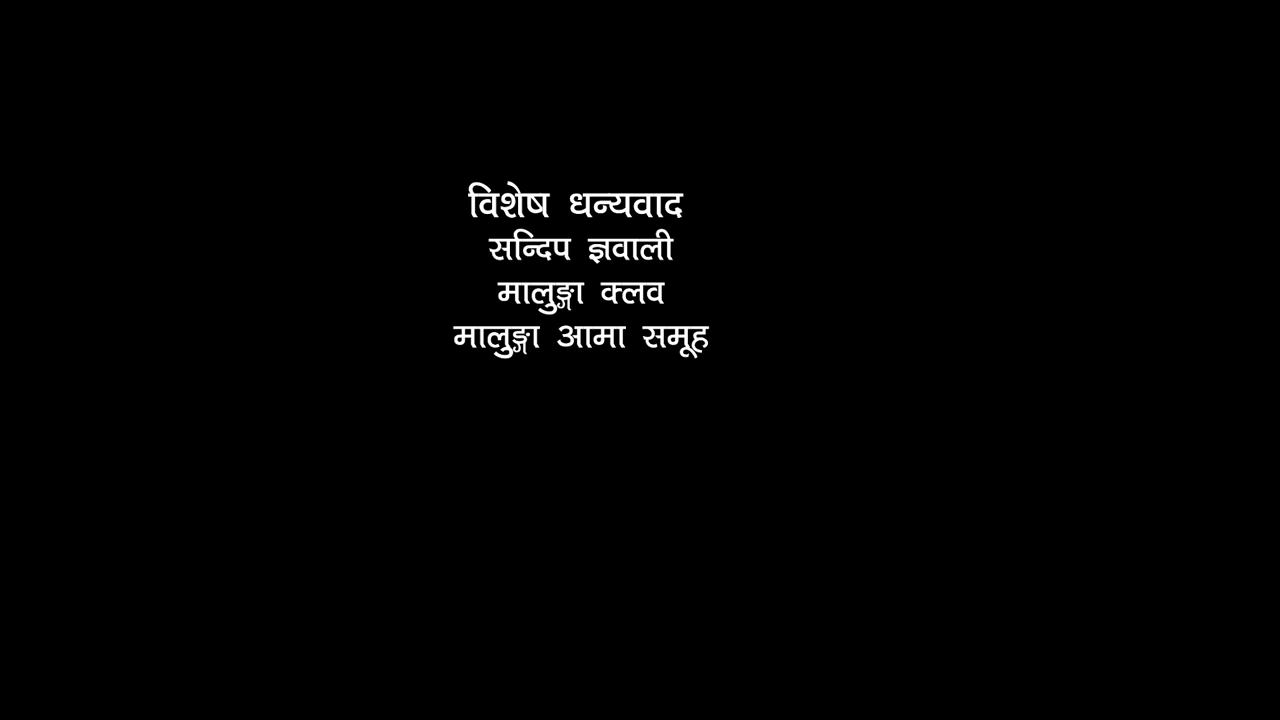 विशेष धन्यवाद
सन्दिप ज्ञवाली
मालुङ्गा क्लव
मालुङ्गा आमा समूह